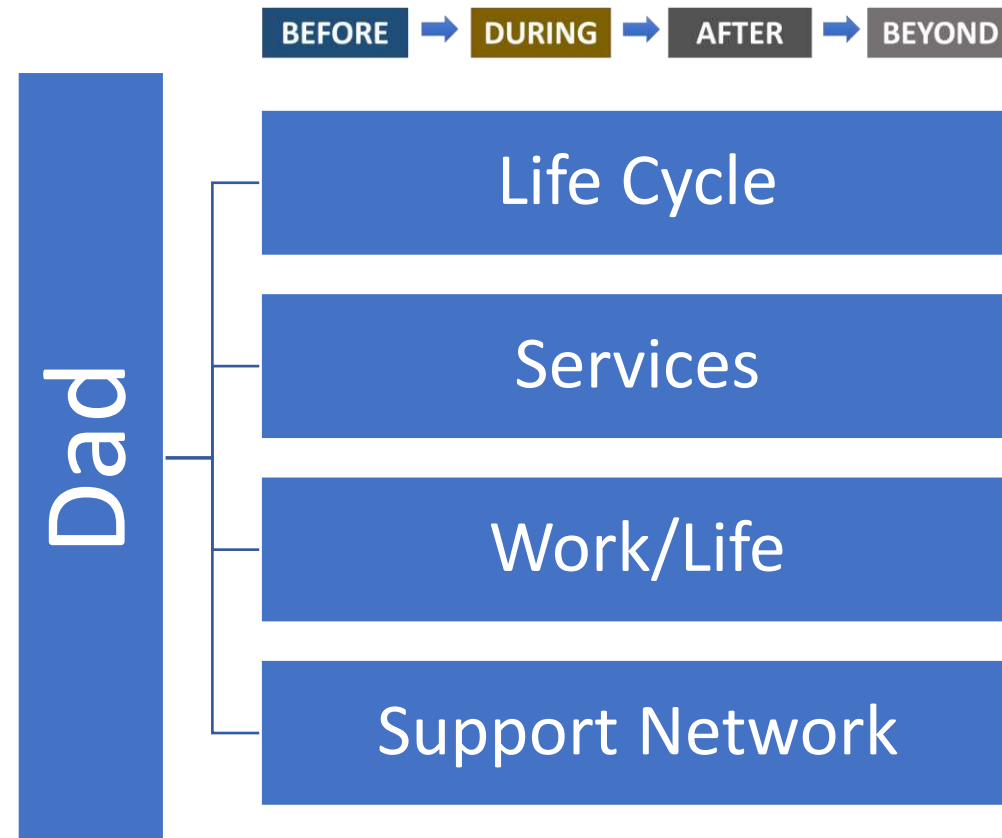 BEFORE DURING AFTER BEYOND
Dad
Life Cycle
Services
Work/Life
Support Network